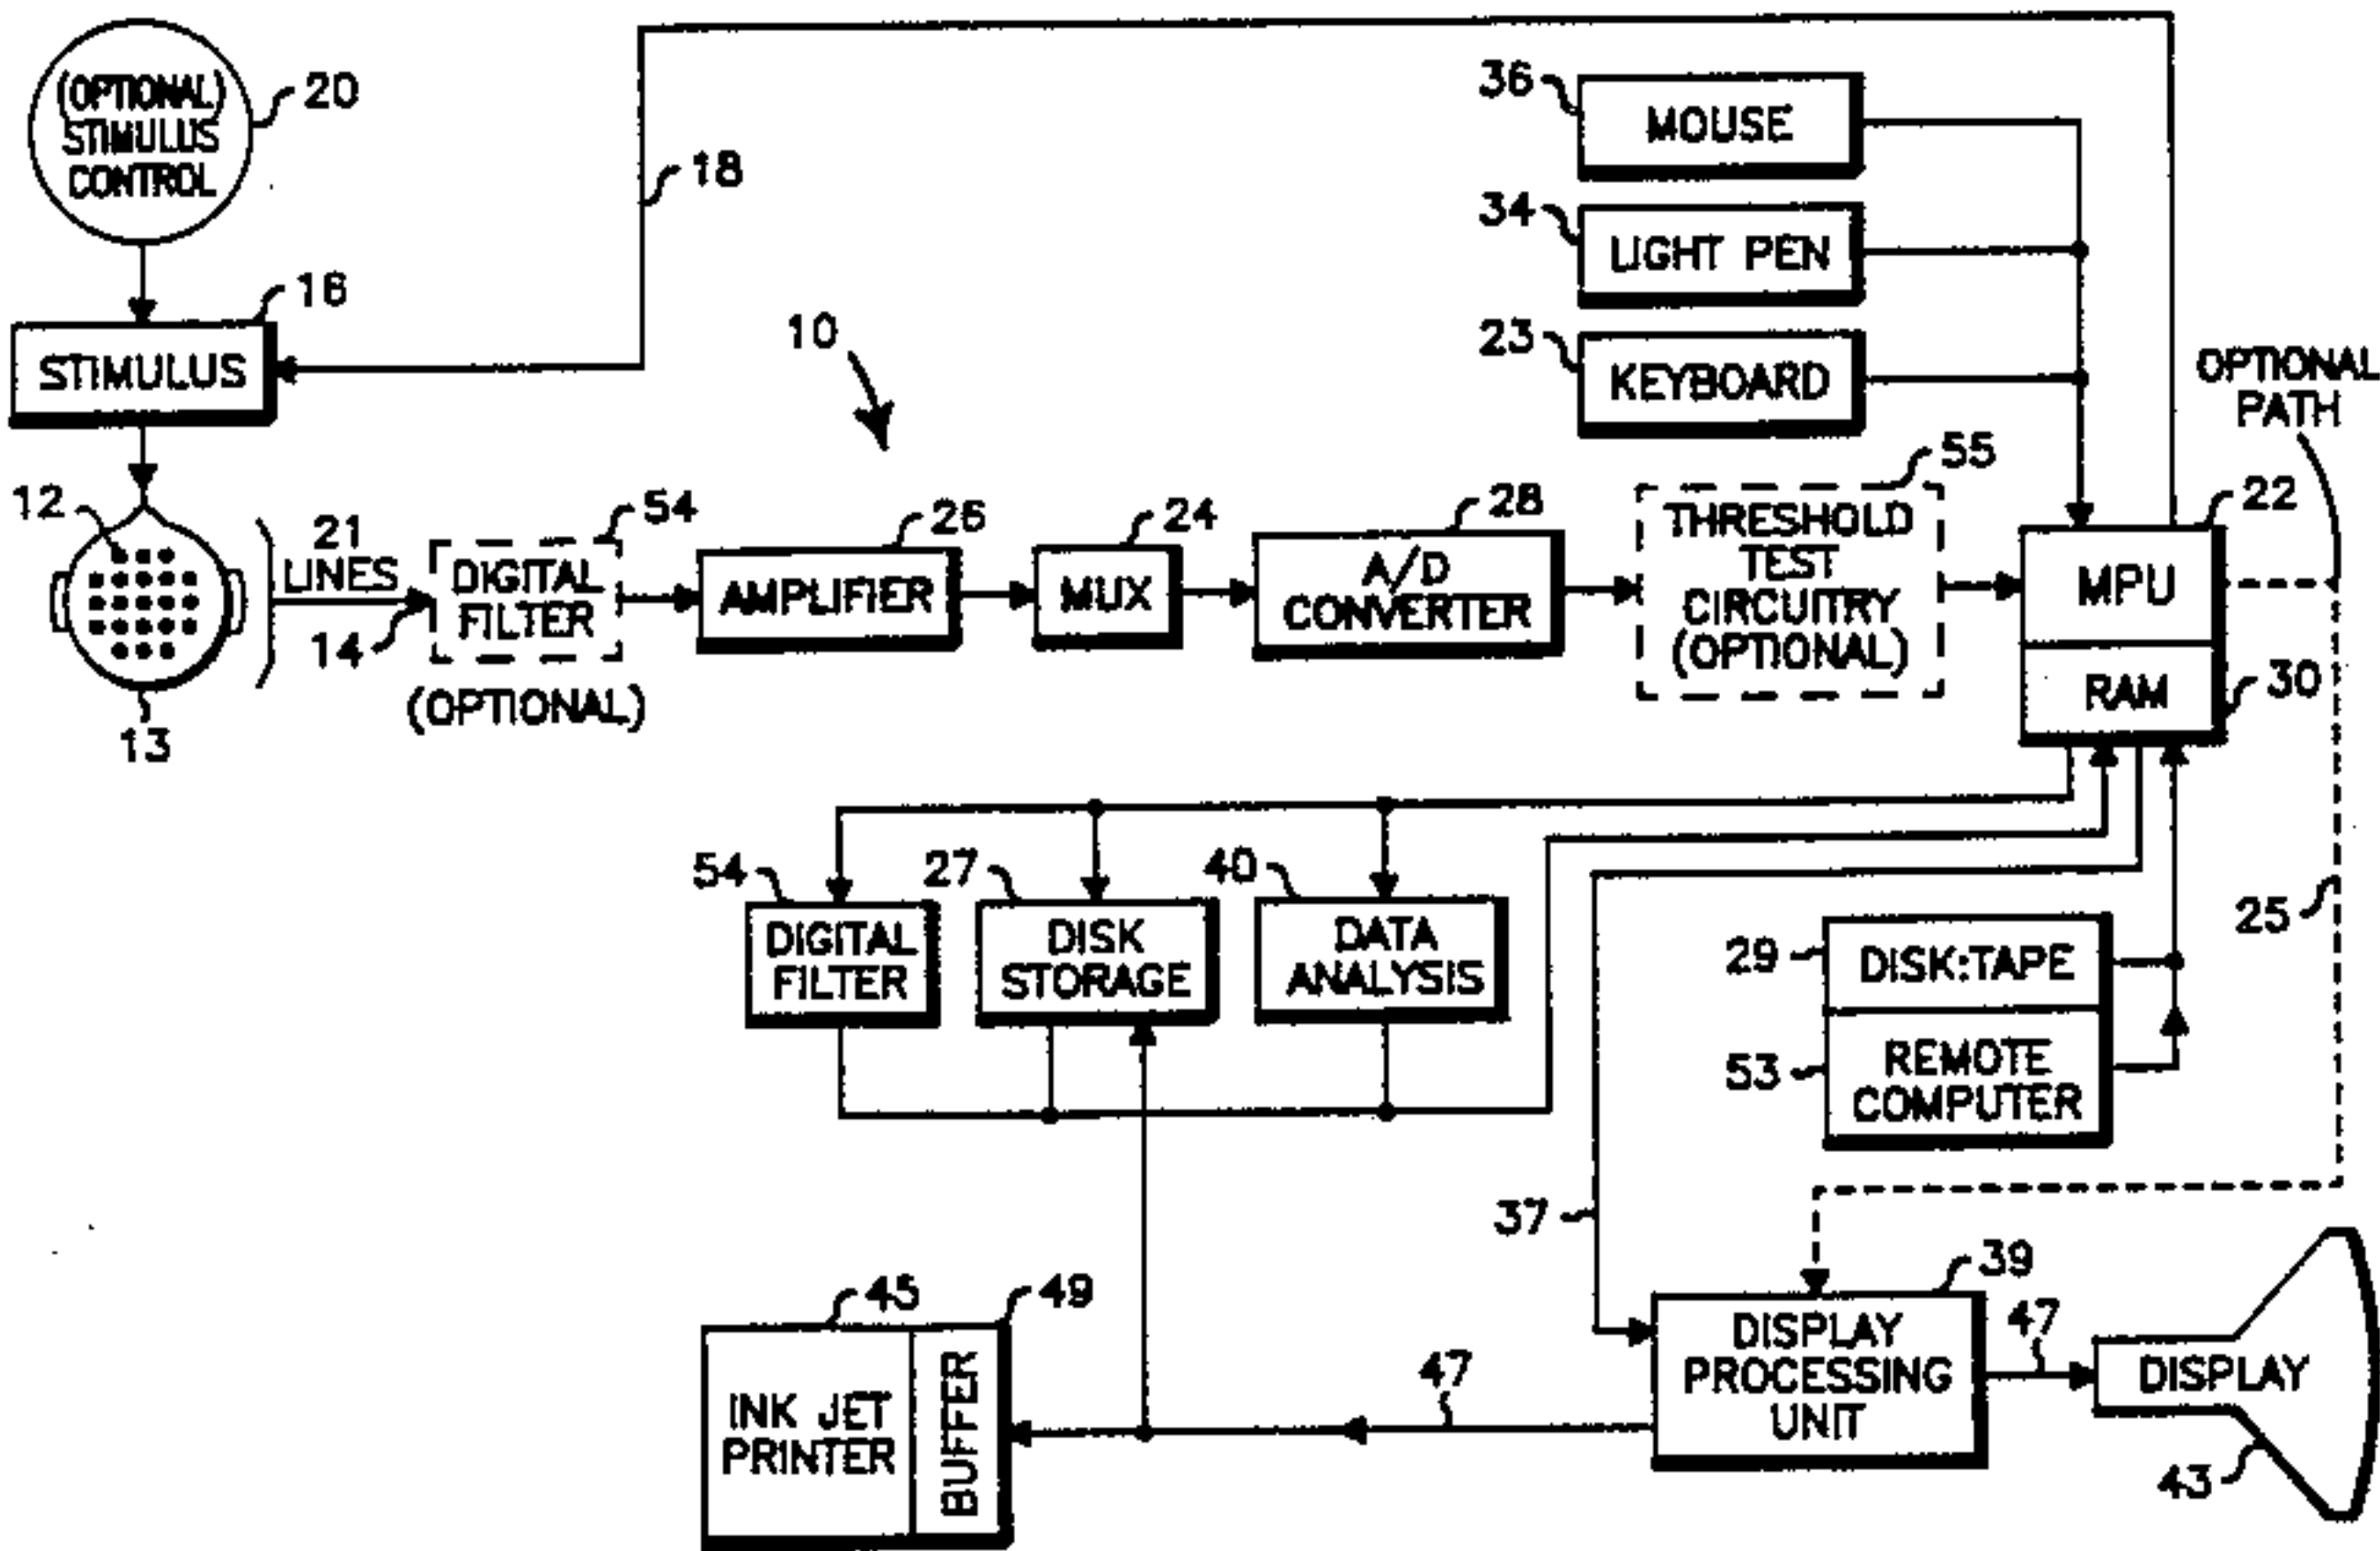 (OPTIONAL)
STIMULUS
CONTROL
20
18
36
MOUSE
34
LIGHT PEN
23
KEYBOARD
16
STIMULUS
10
OPTIONAL
PATH
12
21
LINES
14
13
54
DIGITAL
FILTER
(OPTIONAL)
26
AMPLIFIER
24
MUX
28
A/D
CONVERTER
55
THRESHOLD
TEST
CIRCUITRY
(OPTIONAL)
22
MPU
RAM
30
54
DIGITAL
FILTER
27
DISK
STORAGE
40
DATA
ANALYSIS
29
DISK:TAPE
53
REMOTE
COMPUTER
25
37
39
DISPLAY
PROCESSING
UNIT
47
DISPLAY
43
47
45
49
INK JET
PRINTER
BUFFER